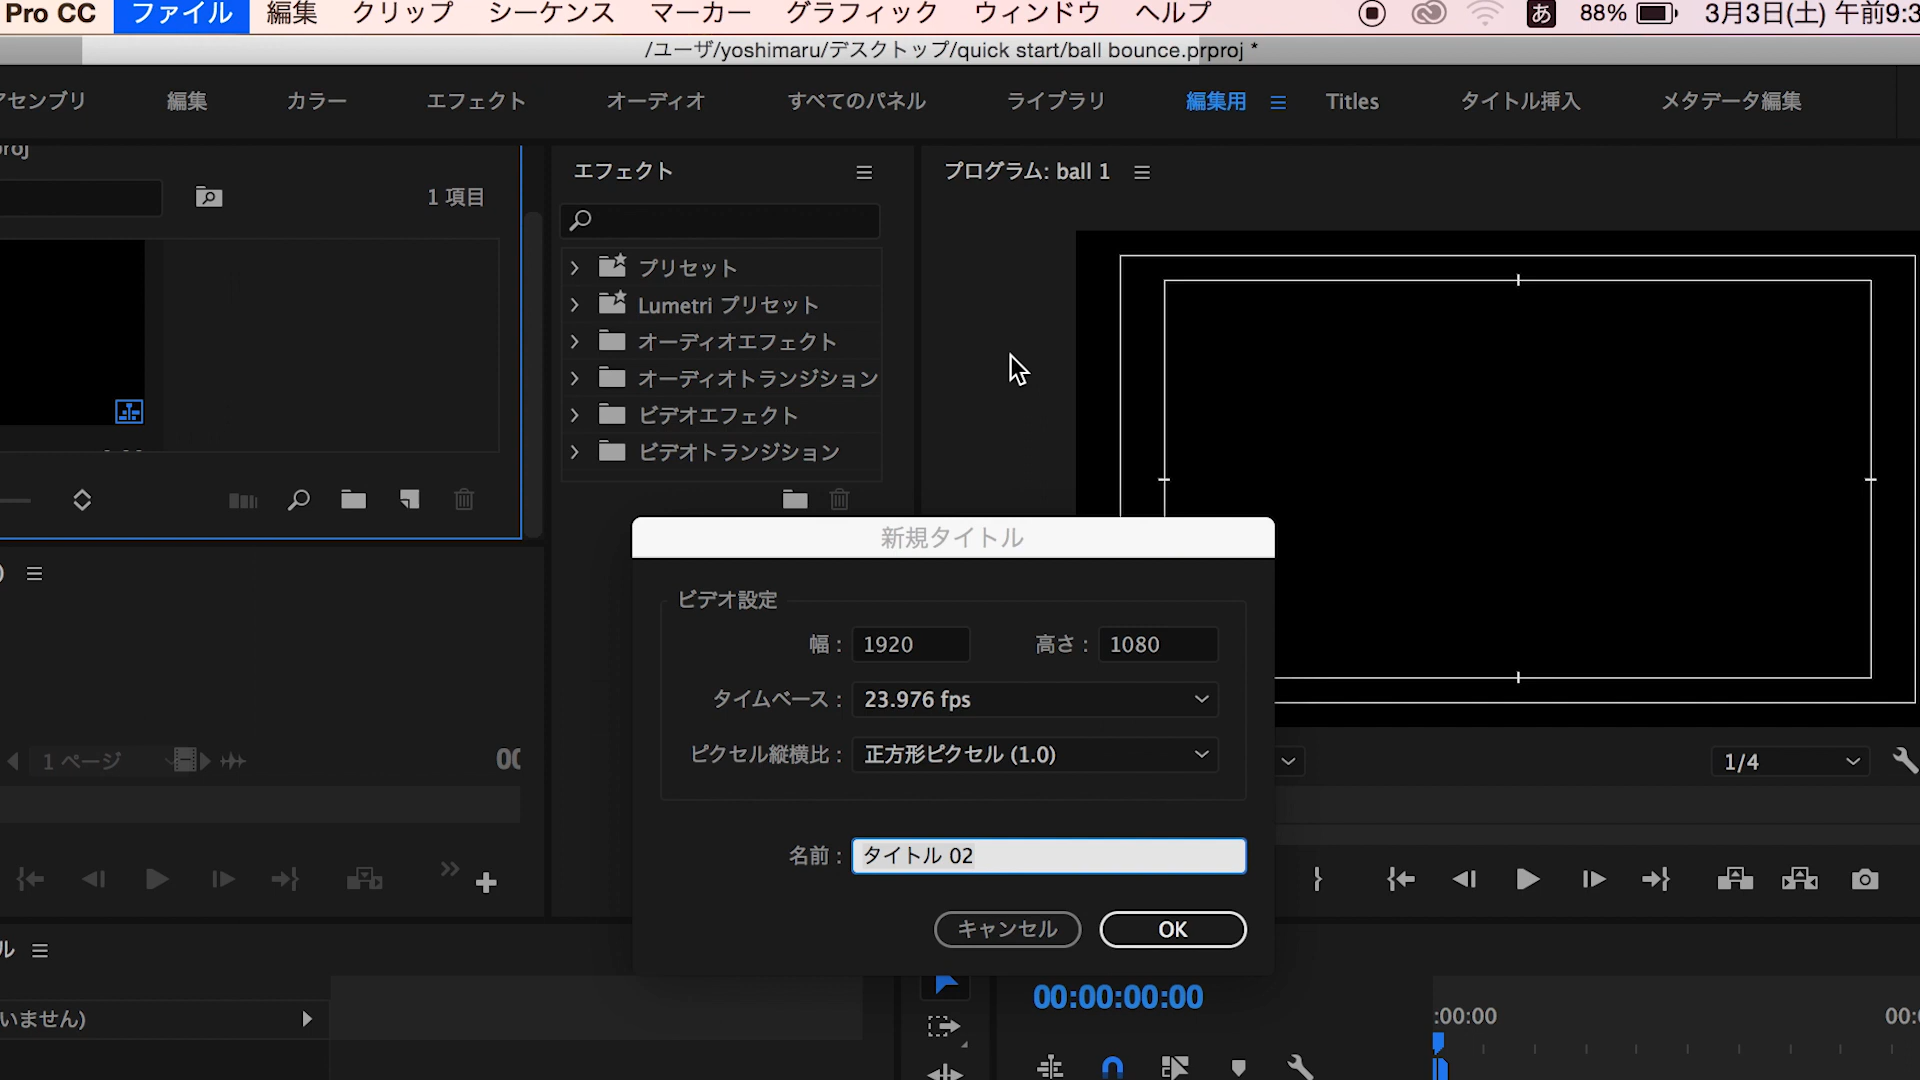 Pro CC ファイル 編集 クリップ シーケンス マーカー グラフィック ウィンドウ ヘルプ あ 88% 3月3日(土) 午前9:3
/ユーザ/yoshimaru/デスクトップ/quick start/ball bounce.prproj *
アセンブリ 編集 カラー エフェクト オーディオ すべてのパネル ライブラリ 編集用 Titles タイトル挿入 メタデータ編集
roj
エフェクト
プログラム: ball 1
1 項目
プリセット
Lumetri プリセット
オーディオエフェクト
オーディオトランジション
ビデオエフェクト
ビデオトランジション
新規タイトル
ビデオ設定
幅 : 1920 高さ : 1080
タイムベース : 23.976 fps
ピクセル縦横比 : 正方形ピクセル (1.0)
名前 : タイトル 02
キャンセル OK
1 ページ
00
1/4
ル
いません)
00:00:00:00
:00:00
00: